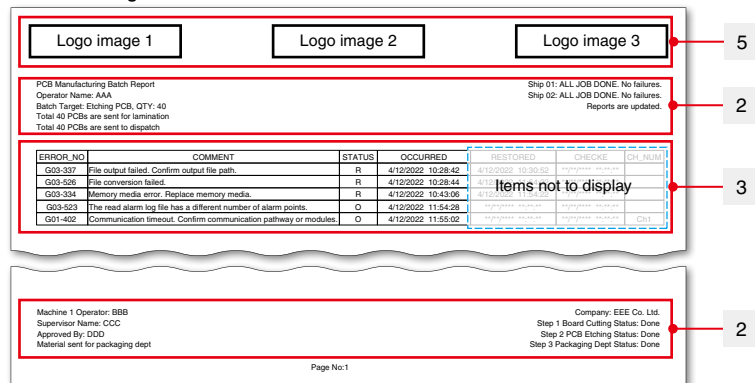 Logo image 1 Logo image 2 Logo image 3 5
PCB Manufacturing Batch Report Ship 01: ALL JOB DONE. No failures.
Operator Name: AAA Ship 02: ALL JOB DONE. No failures.
Batch Target: Etching PCB, QTY: 40 Reports are updated. 2
Total 40 PCBs are sent for lamination
Total 40 PCBs are sent to dispatch
ERROR_NO COMMENT STATUS OCCURRED RESTORED CHECKE CH_NUM
G03-337 File output failed. Confirm output file path. R 4/12/2022 10:28:42 4/12/2022 10:30:52 **/**/**** **:**:**
G03-526 File conversion failed. R 4/12/2022 10:28:44
Items not to display 3
G03-334 Memory media error. Replace memory media. R 4/12/2022 10:43:06
G03-523 The read alarm log file has a different number of alarm points. O 4/12/2022 11:54:28 **/**/**** **:**:** **/**/**** **:**:**
G01-402 Communication timeout. Confirm communication pathway or modules. O 4/12/2022 11:55:02 **/**/**** **:**:** **/**/**** **:**:** Ch1
Machine 1 Operator: BBB Company: EEE Co. Ltd.
Supervisor Name: CCC Step 1 Board Cutting Status: Done
Approved By: DDD Step 2 PCB Etching Status: Done 2
Material sent for packaging dept Step 3 Packaging Dept Status: Done
Page No:1